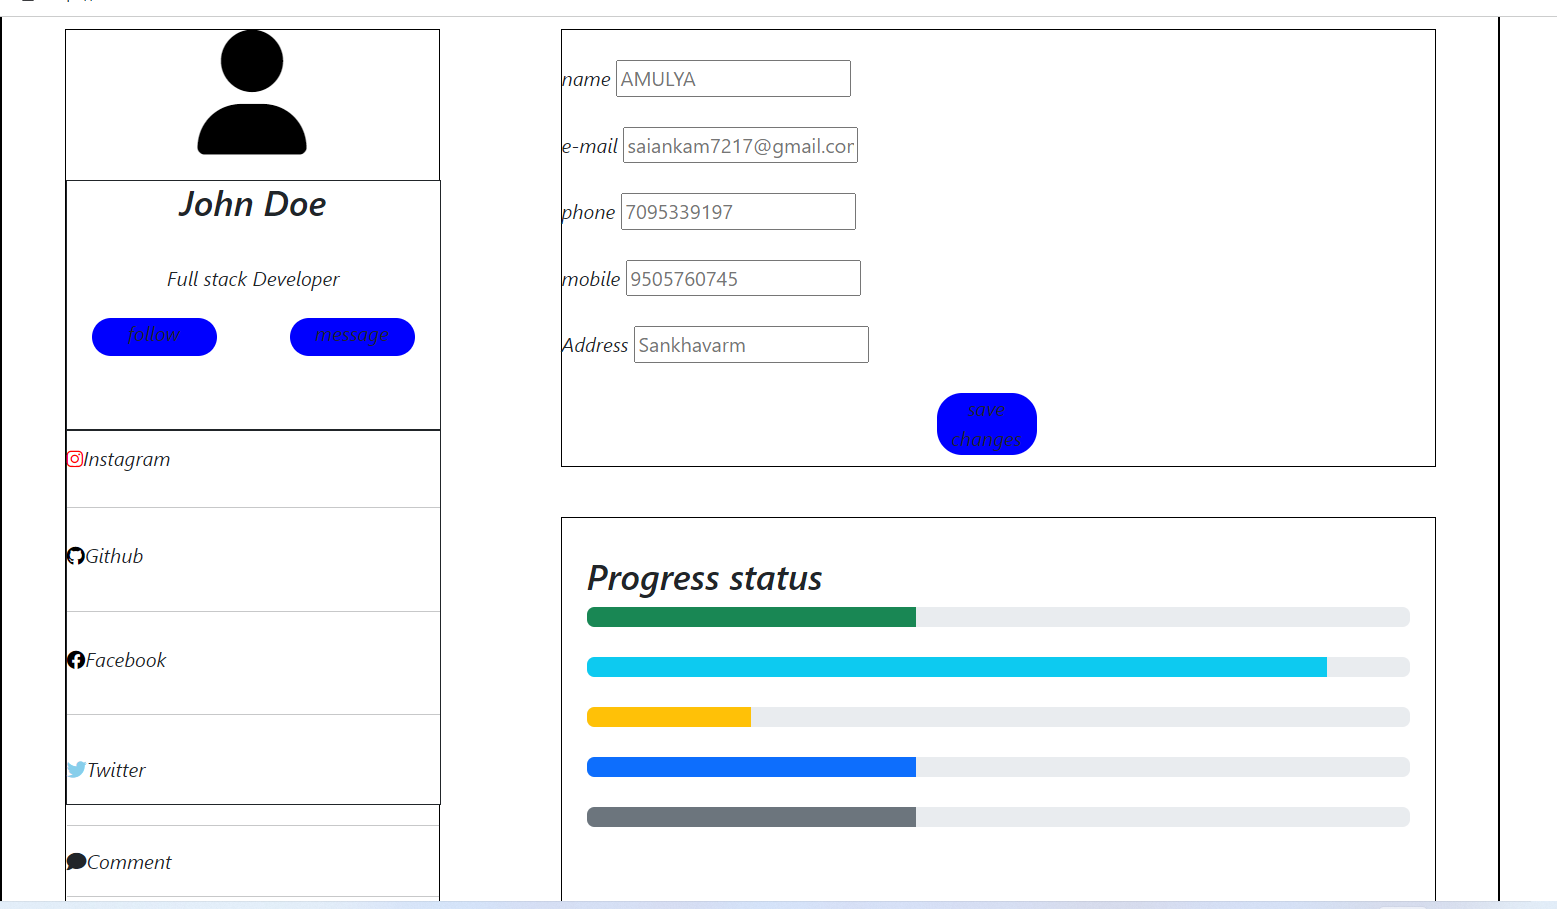 John Doe
Full stack Developer
follow
message
Instagram
Github
Facebook
Twitter
Comment
name AMULYA
e-mail saiankam7217@gmail.com
phone 7095339197
mobile 9505760745
Address Sankhavarm
save
changes
Progress status